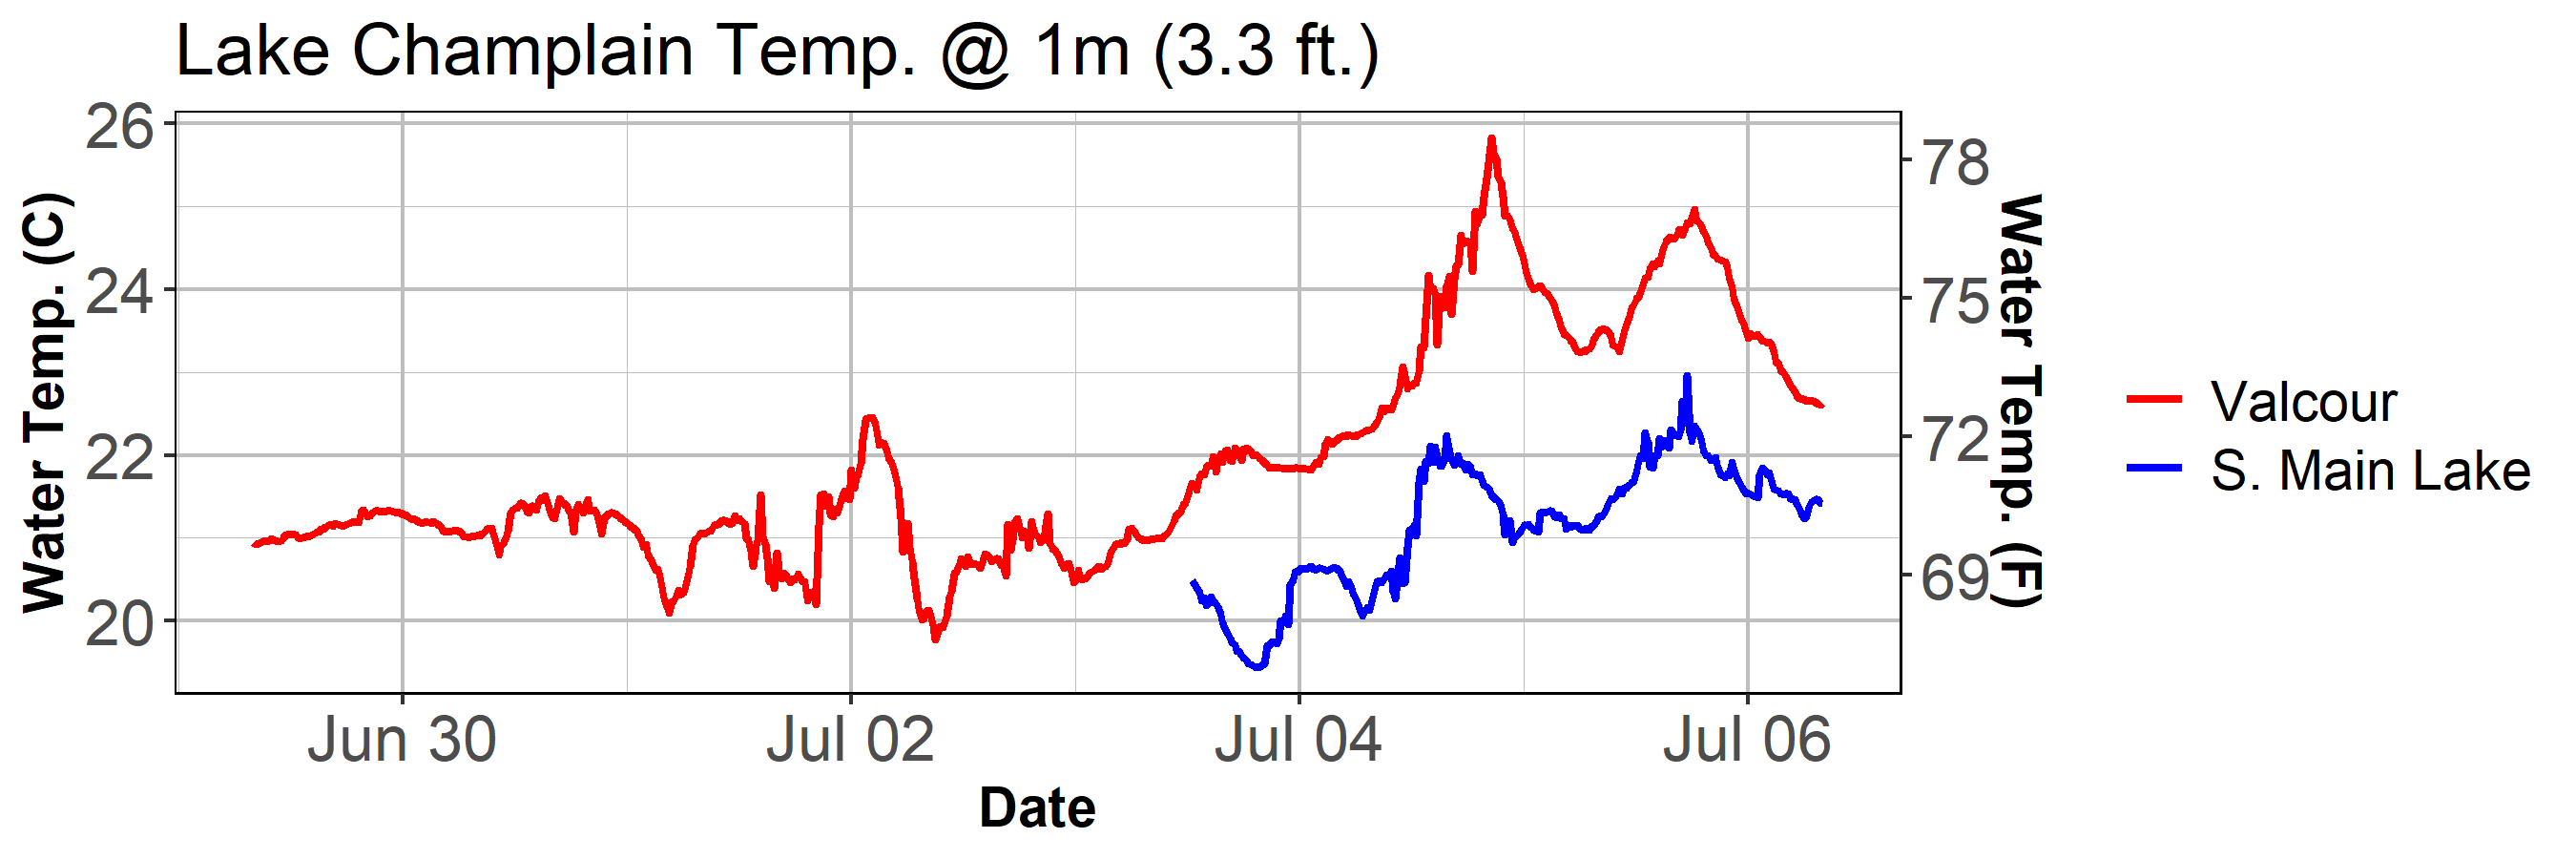 Lake Champlain Temp. @ 1m (3.3 ft.)
Water Temp. (C)
26
24
22
20
78
75
72
69
Water Temp. (F)
Jun 30
Jul 02
Jul 04
Jul 06
Date
Valcour
S. Main Lake